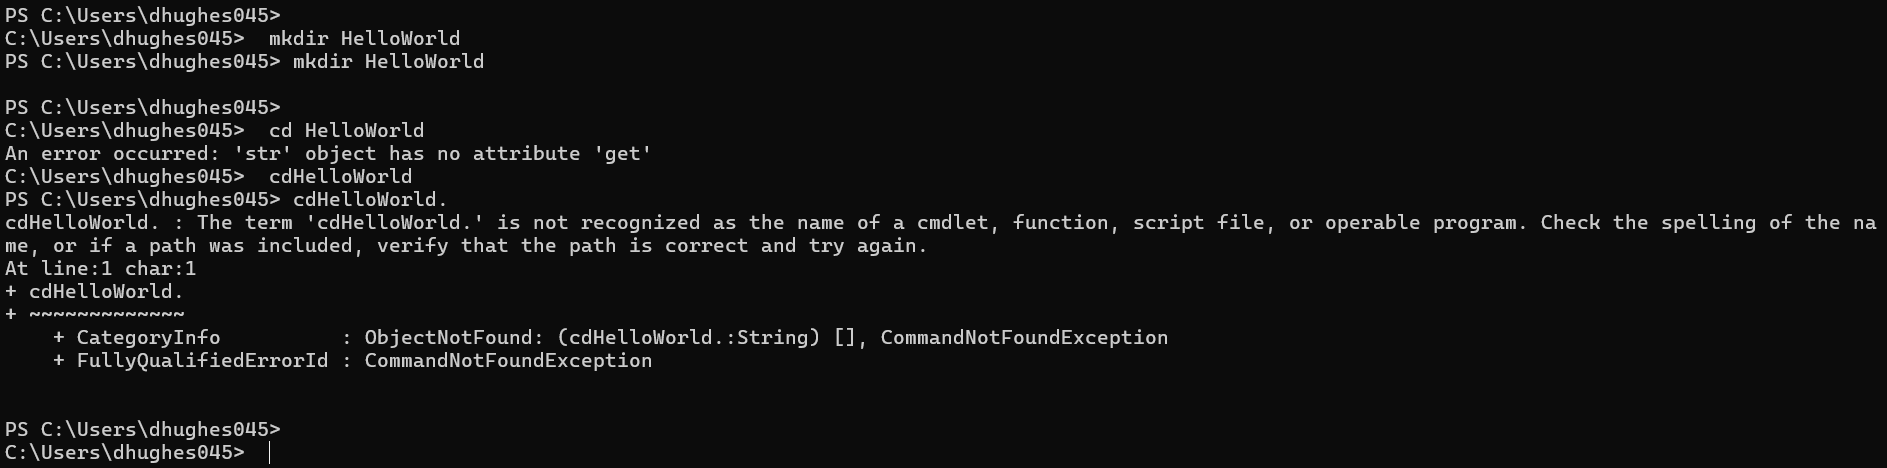 PS C:\Users\dhughes045>
C:\Users\dhughes045>  mkdir HelloWorld
PS C:\Users\dhughes045> mkdir HelloWorld
PS C:\Users\dhughes045>
C:\Users\dhughes045>  cd HelloWorld
An error occurred: 'str' object has no attribute 'get'
C:\Users\dhughes045>  cdHelloWorld
PS C:\Users\dhughes045> cdHelloWorld.
cdHelloWorld. : The term 'cdHelloWorld.' is not recognized as the name of a cmdlet, function, script file, or operable program. Check the spelling of the na
me, or if a path was included, verify that the path is correct and try again.
At line:1 char:1
+ cdHelloWorld.
+ ~~~~~~~~~~~~~
    + CategoryInfo          : ObjectNotFound: (cdHelloWorld.:String) [], CommandNotFoundException
    + FullyQualifiedErrorId : CommandNotFoundException
PS C:\Users\dhughes045>
C:\Users\dhughes045>